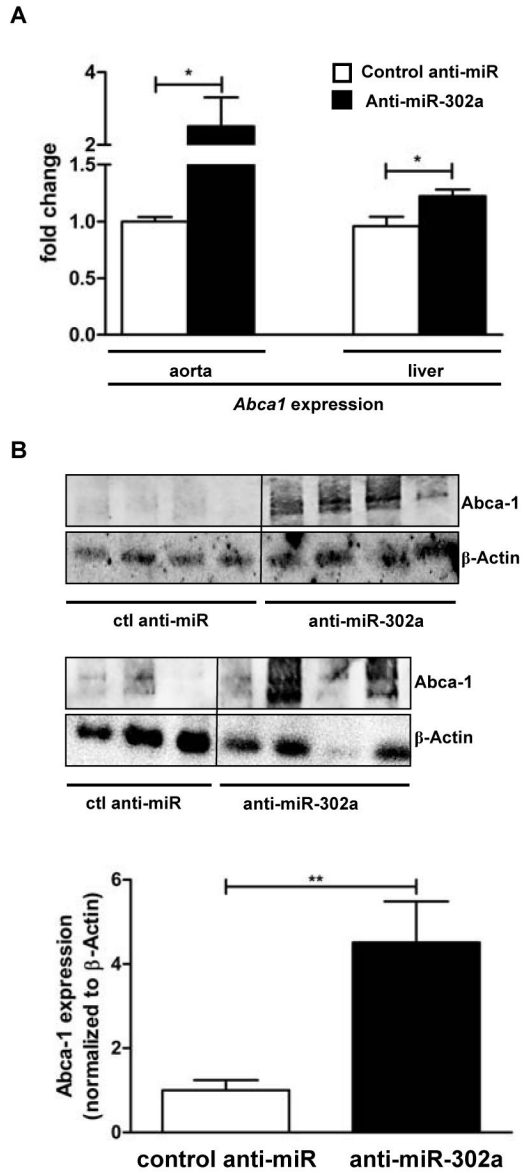 A
4
2
1.5
1.0
0.5
0.0
fold change
*
*
Control anti-miR
Anti-miR-302a
aorta
liver
Abca1 expression
B
Abca-1
β-Actin
ctl anti-miR
anti-miR-302a
Abca-1
β-Actin
ctl anti-miR
anti-miR-302a
Abca-1 expression
(normalized to β-Actin)
6
4
2
0
**
control anti-miR
anti-miR-302a